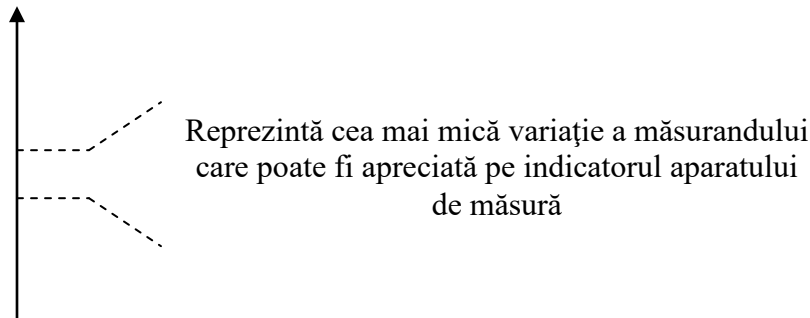 Reprezintă cea mai mică variaţie a măsurandului
care poate fi apreciată pe indicatorul aparatului
de măsură